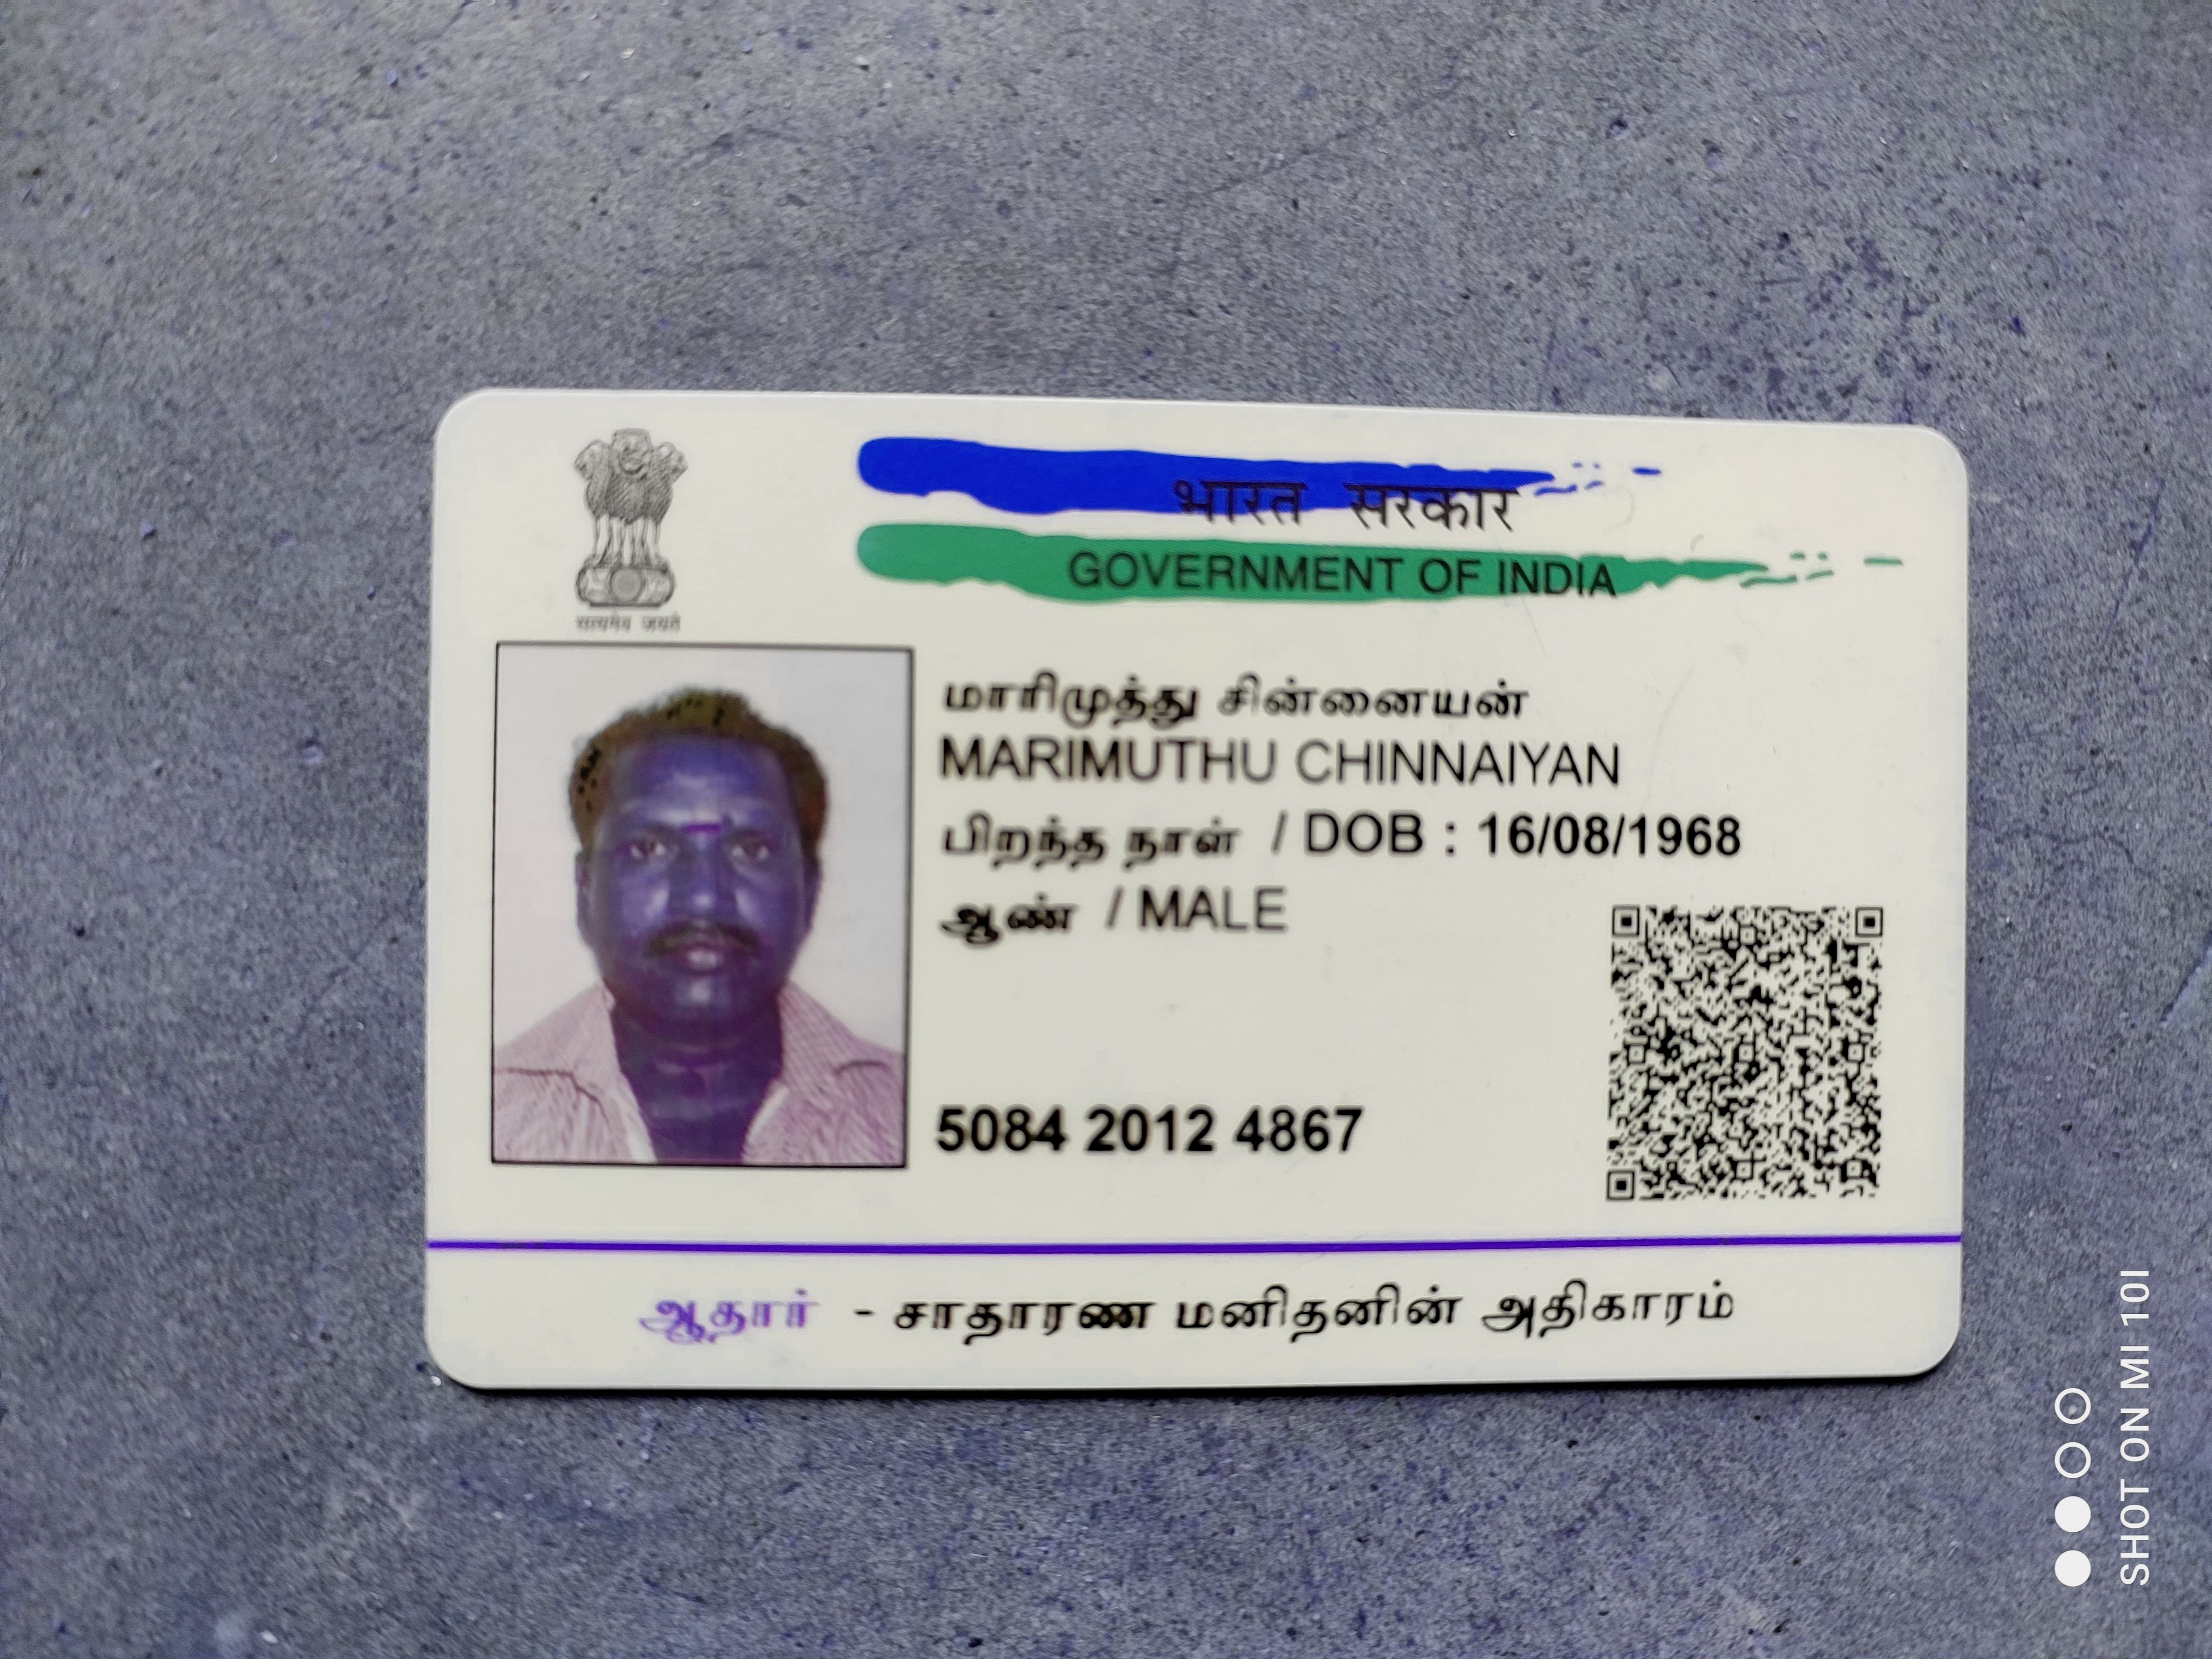 सत्यमेव जयते
भारत सरकार
GOVERNMENT OF INDIA
மாரிமுத்து சின்னையன்
MARIMUTHU CHINNAIYAN
பிறந்த நாள் / DOB : 16/08/1968
ஆண் / MALE
5084 2012 4867
ஆதார் - சாதாரண மனிதனின் அதிகாரம்
SHOT ON MI 10I